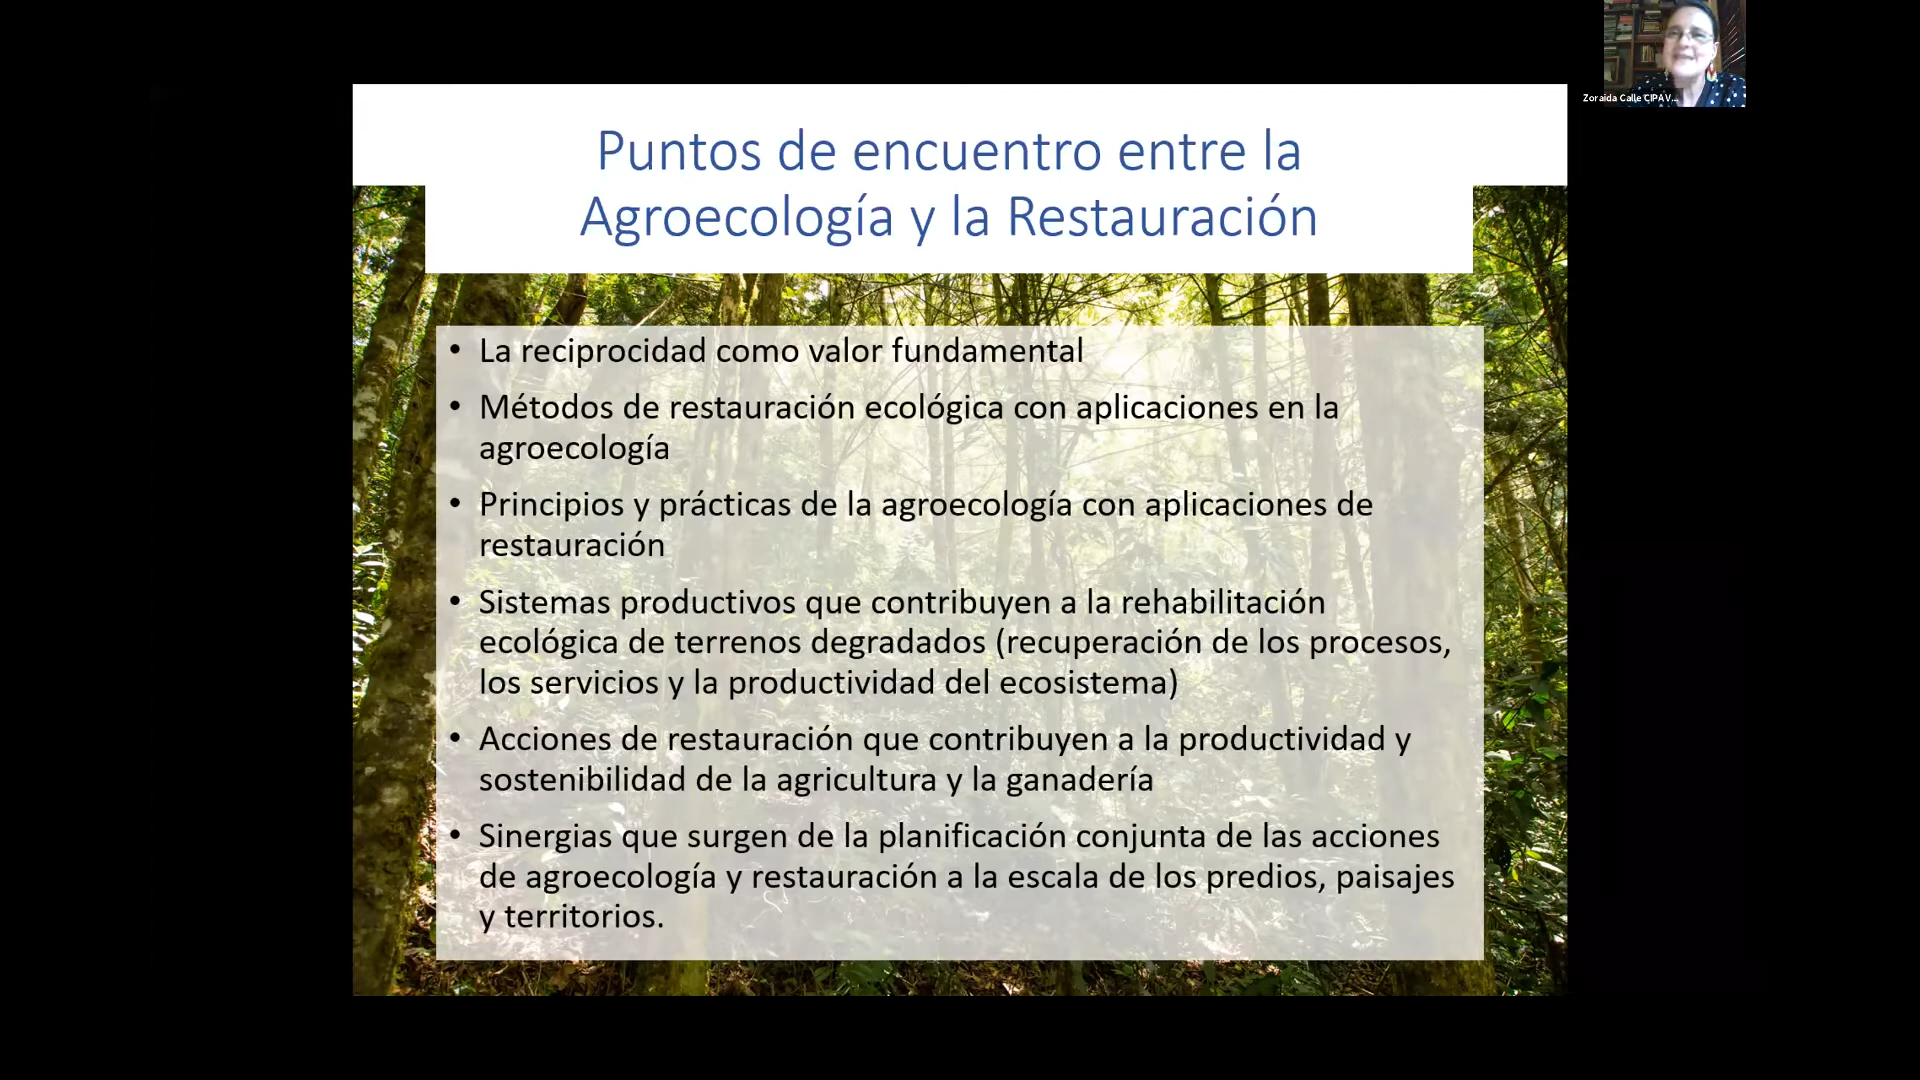 Zoraida Calle CIPAV...
Puntos de encuentro entre la
Agroecología y la Restauración
• La reciprocidad como valor fundamental
• Métodos de restauración ecológica con aplicaciones en la
agroecología
• Principios y prácticas de la agroecología con aplicaciones de
restauración
• Sistemas productivos que contribuyen a la rehabilitación
ecológica de terrenos degradados (recuperación de los procesos,
los servicios y la productividad del ecosistema)
• Acciones de restauración que contribuyen a la productividad y
sostenibilidad de la agricultura y la ganadería
• Sinergias que surgen de la planificación conjunta de las acciones
de agroecología y restauración a la escala de los predios, paisajes
y territorios.